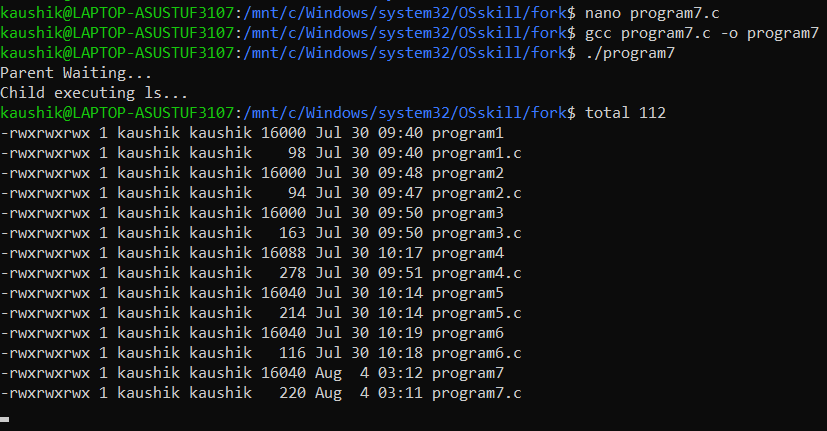 kaushik@LAPTOP-ASUSTUF3107:/mnt/c/Windows/system32/OSskill/fork$ nano program7.c
kaushik@LAPTOP-ASUSTUF3107:/mnt/c/Windows/system32/OSskill/fork$ gcc program7.c -o program7
kaushik@LAPTOP-ASUSTUF3107:/mnt/c/Windows/system32/OSskill/fork$ ./program7
Parent Waiting...
Child executing ls...
kaushik@LAPTOP-ASUSTUF3107:/mnt/c/Windows/system32/OSskill/fork$ total 112
-rwxrwxrwx 1 kaushik kaushik 16000 Jul 30 09:40 program1
-rwxrwxrwx 1 kaushik kaushik    98 Jul 30 09:40 program1.c
-rwxrwxrwx 1 kaushik kaushik 16000 Jul 30 09:48 program2
-rwxrwxrwx 1 kaushik kaushik    94 Jul 30 09:47 program2.c
-rwxrwxrwx 1 kaushik kaushik 16000 Jul 30 09:50 program3
-rwxrwxrwx 1 kaushik kaushik   163 Jul 30 09:50 program3.c
-rwxrwxrwx 1 kaushik kaushik 16088 Jul 30 10:17 program4
-rwxrwxrwx 1 kaushik kaushik   278 Jul 30 09:51 program4.c
-rwxrwxrwx 1 kaushik kaushik 16040 Jul 30 10:14 program5
-rwxrwxrwx 1 kaushik kaushik   214 Jul 30 10:14 program5.c
-rwxrwxrwx 1 kaushik kaushik 16040 Jul 30 10:19 program6
-rwxrwxrwx 1 kaushik kaushik   116 Jul 30 10:18 program6.c
-rwxrwxrwx 1 kaushik kaushik 16040 Aug  4 03:12 program7
-rwxrwxrwx 1 kaushik kaushik   220 Aug  4 03:11 program7.c